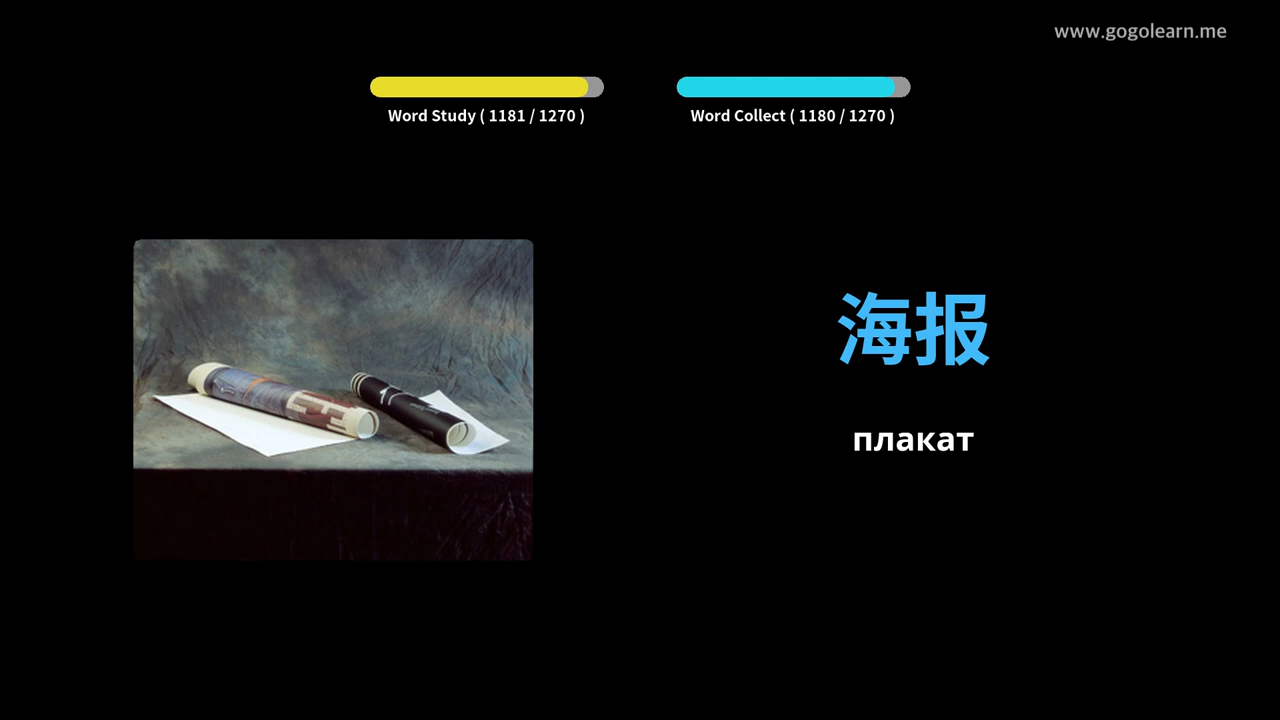 www.gogolearn.me
Word Study ( 1181 / 1270 )
Word Collect ( 1180 / 1270 )
海报
плакат